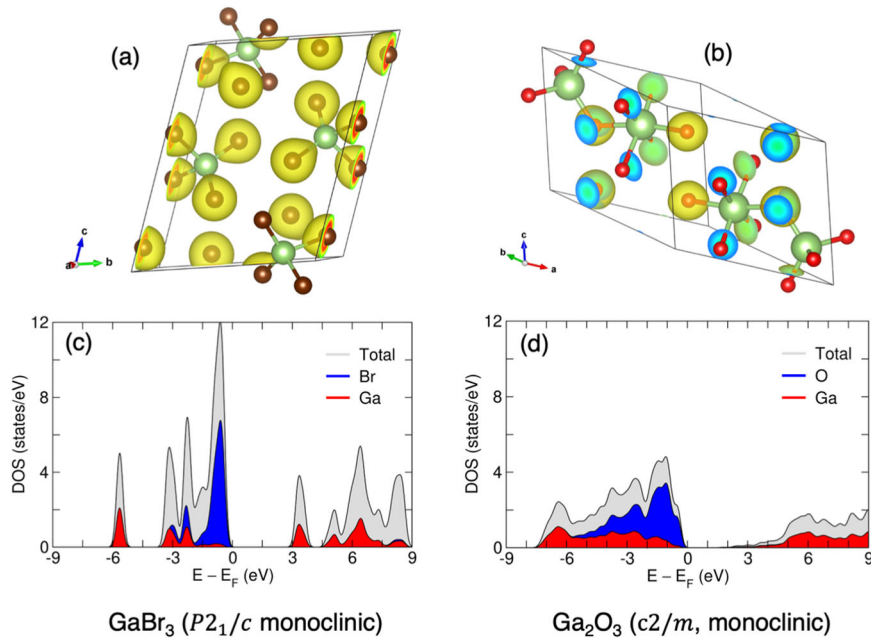 (a)
(b)
c
a
b
c
b
a
(c)
Total
Br
Ga
DOS (states/eV)
12
8
4
0
-9
-6
-3
0
3
6
9
E − E_F (eV)
(d)
Total
O
Ga
DOS (states/eV)
12
8
4
0
-9
-6
-3
0
3
6
9
E − E_F (eV)
GaBr₃ (P2₁/c monoclinic)
Ga₂O₃ (c2/m, monoclinic)